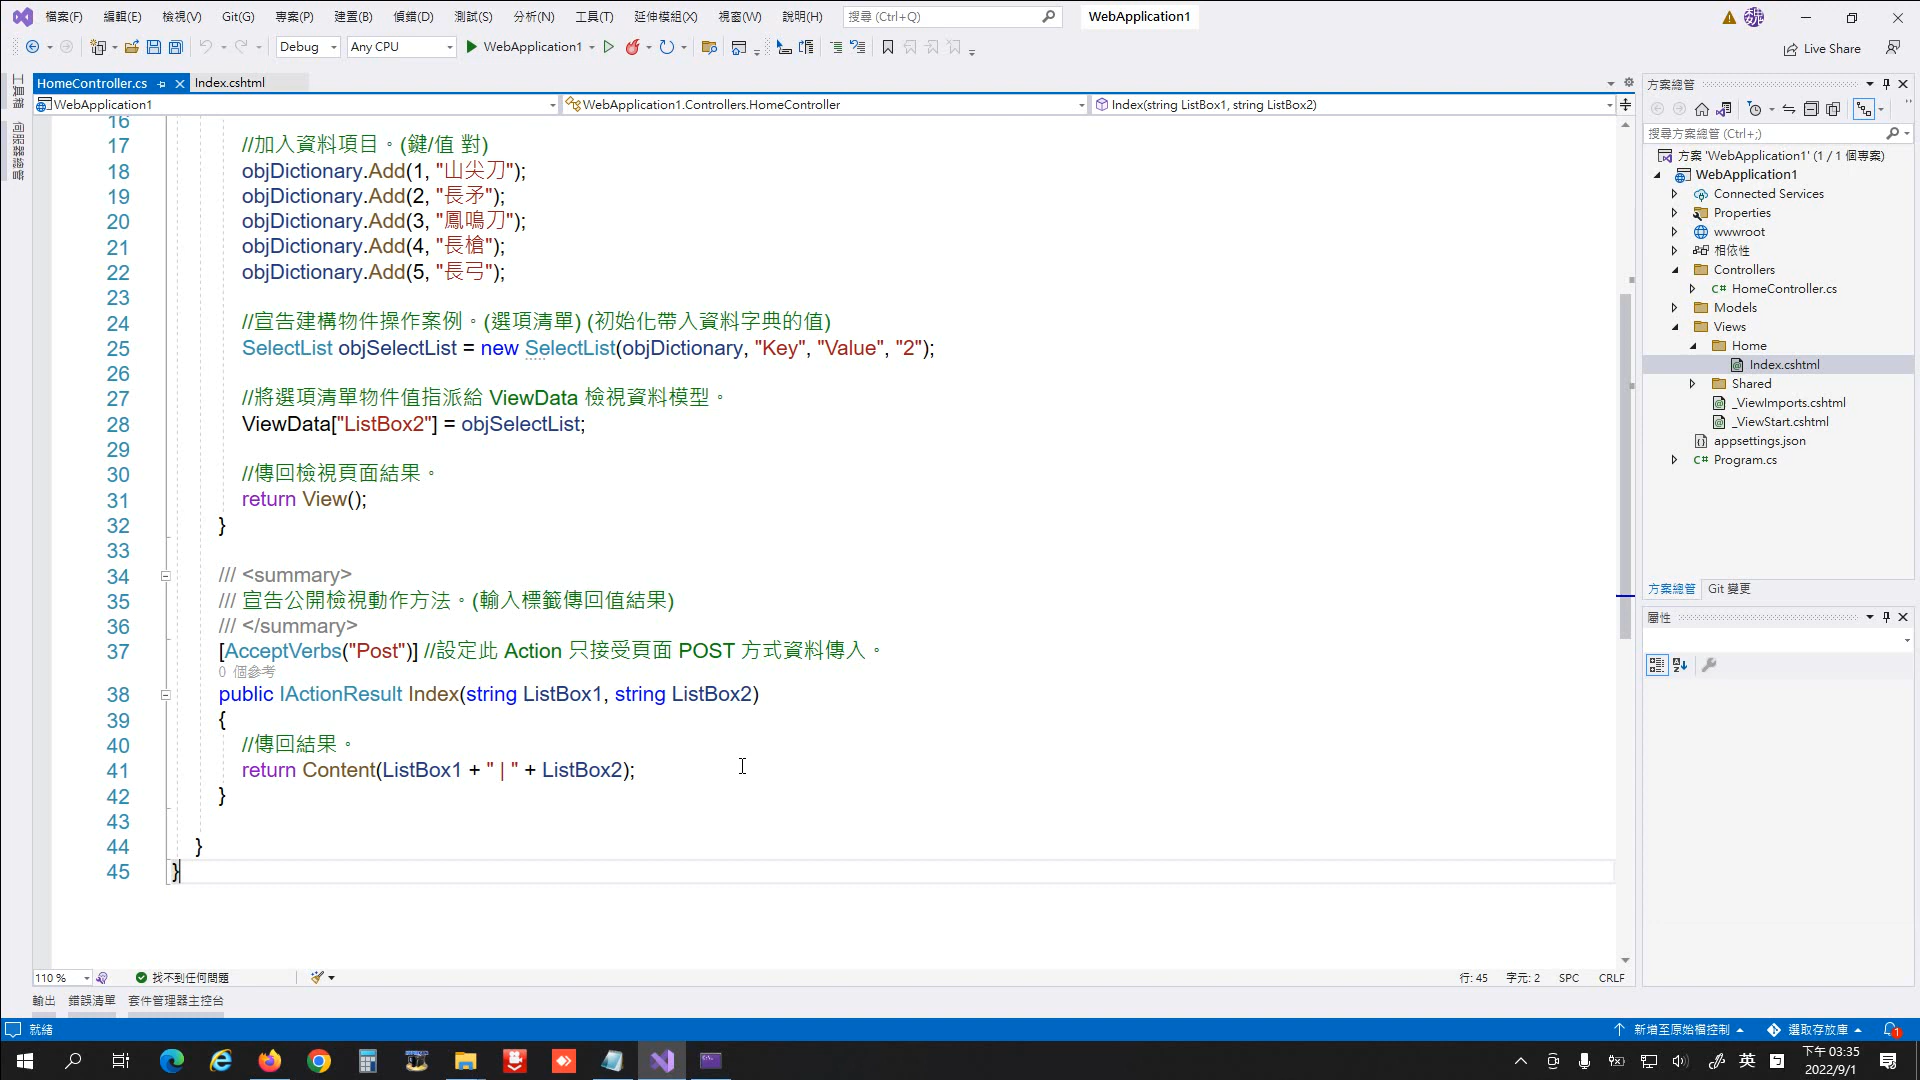 檔案(F) 編輯(E) 檢視(V) Git(G) 專案(P) 建置(B) 偵錯(D) 測試(S) 分析(N) 工具(T) 延伸模組(X) 視窗(W) 說明(H) 搜尋 (Ctrl+Q) WebApplication1
Debug Any CPU WebApplication1 Live Share
工具箱
伺服器總管
HomeController.cs Index.cshtml
WebApplication1 WebApplication1.Controllers.HomeController Index(string ListBox1, string ListBox2)
16
17 //加入資料項目。(鍵/值 對)
18 objDictionary.Add(1, "山尖刀");
19 objDictionary.Add(2, "長矛");
20 objDictionary.Add(3, "鳳鳴刀");
21 objDictionary.Add(4, "長槍");
22 objDictionary.Add(5, "長弓");
23
24 //宣告建構物件操作案例。(選項清單) (初始化帶入資料字典的值)
25 SelectList objSelectList = new SelectList(objDictionary, "Key", "Value", "2");
26
27 //將選項清單物件值指派給 ViewData 檢視資料模型。
28 ViewData["ListBox2"] = objSelectList;
29
30 //傳回檢視頁面結果。
31 return View();
32 }
33
34 /// <summary>
35 /// 宣告公開檢視動作方法。(輸入標籤傳回值結果)
36 /// </summary>
37 [AcceptVerbs("Post")] //設定此 Action 只接受頁面 POST 方式資料傳入。
0 個參考
38 public IActionResult Index(string ListBox1, string ListBox2)
39 {
40 //傳回結果。
41 return Content(ListBox1 + " | " + ListBox2);
42 }
43
44 }
45 }
110 % 找不到任何問題 行: 45 字元: 2 SPC CRLF
輸出 錯誤清單 套件管理器主控台
方案總管
搜尋方案總管 (Ctrl+;)
方案 'WebApplication1' (1 / 1 個專案)
WebApplication1
Connected Services
Properties
wwwroot
相依性
Controllers
C# HomeController.cs
Models
Views
Home
Index.cshtml
Shared
_ViewImports.cshtml
_ViewStart.cshtml
appsettings.json
C# Program.cs
方案總管 Git 變更
屬性
就緒 新增至原始檔控制 選取存放庫 1
英 下午 03:35
2022/9/1